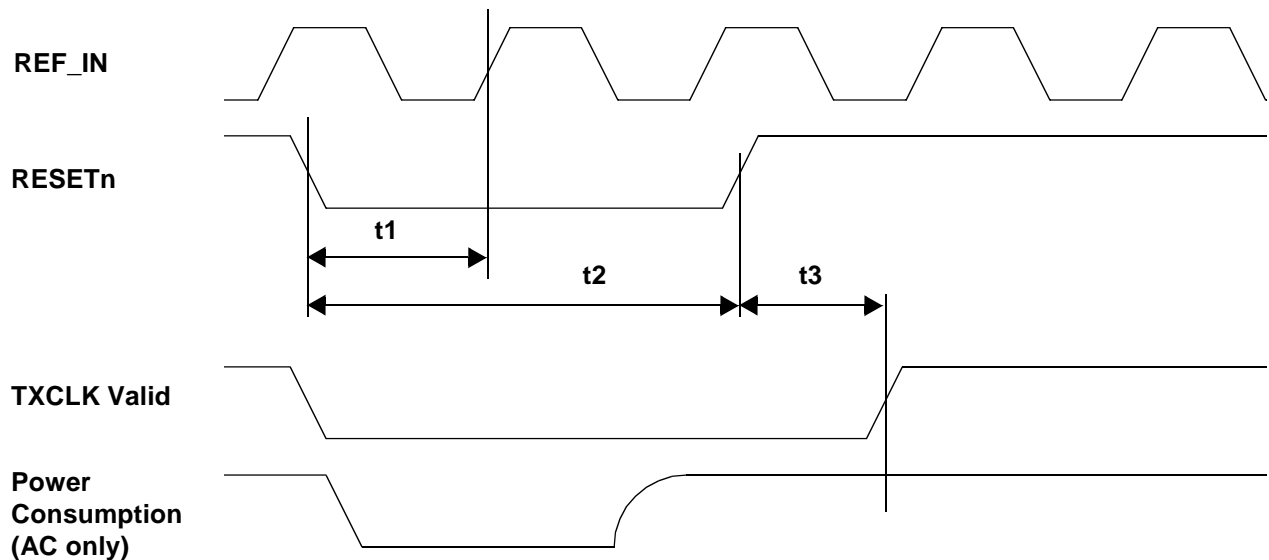 REF_IN
RESETn
t1
t2
t3
TXCLK Valid
Power
Consumption
(AC only)